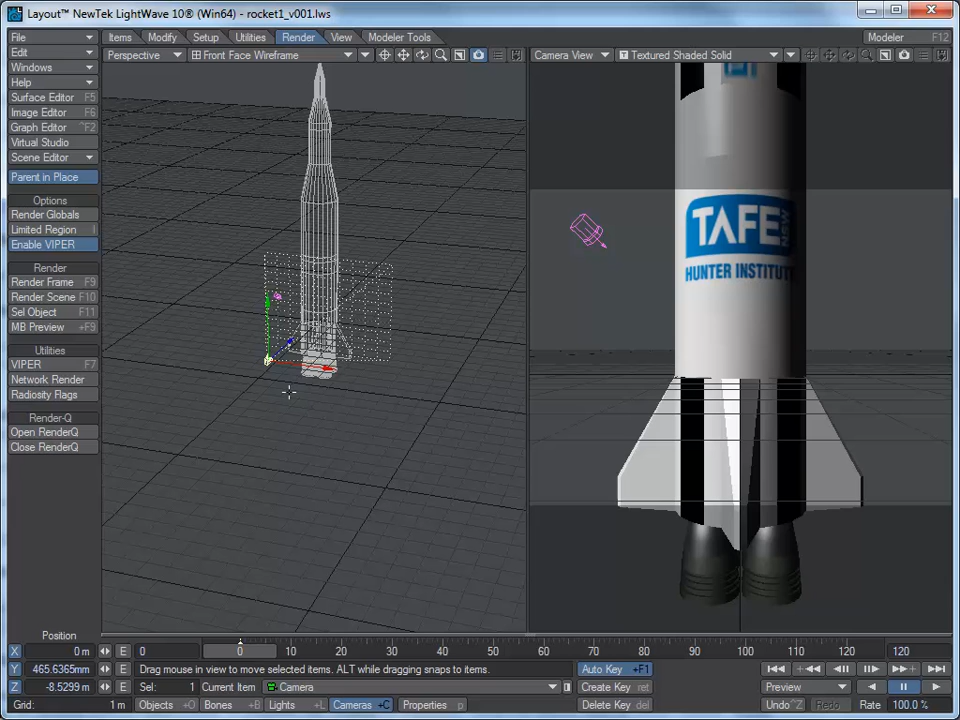 Layout™ NewTek LightWave 10® (Win64) - rocket1_v001.lws
File
Items
Modify
Setup
Utilities
Render
View
Modeler Tools
Modeler
F12
Edit
Perspective
Front Face Wireframe
Camera View
Textured Shaded Solid
Windows
Help
Surface Editor F5
Image Editor F6
Graph Editor ^F2
Virtual Studio
Scene Editor
Parent in Place
Options
Render Globals
Limited Region l
Enable VIPER
Render
Render Frame F9
Render Scene F10
Sel Object F11
MB Preview +F9
Utilities
VIPER F7
Network Render
Radiosity Flags
Render-Q
Open RenderQ
Close RenderQ
TAFE
NSW
HUNTER INSTITUTE
Position
X 0 m E 0 0 10 20 30 40 50 60 70 80 90 100 110 120 120
Y 465.6365mm E Drag mouse in view to move selected items. ALT while dragging snaps to items. Auto Key +F1
Z -8.5299 m E Sel: 1 Current Item Camera Create Key ret Preview
Grid: 1 m Objects +O Bones +B Lights +L Cameras +C Properties p Delete Key del Undo^Z Redo Rate 100.0 %